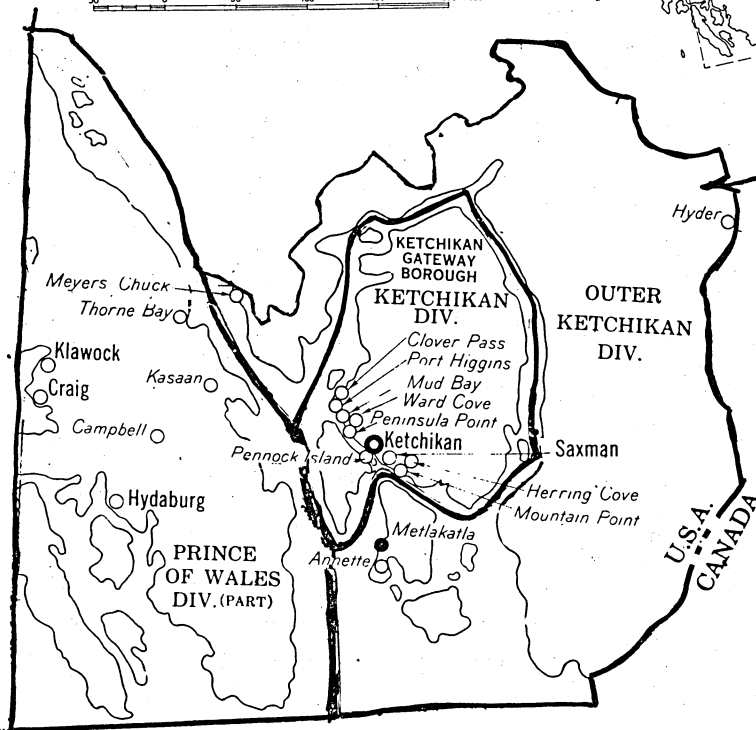 Hyder
KETCHIKAN
GATEWAY
BOROUGH
KETCHIKAN
DIV.
OUTER
KETCHIKAN
DIV.
Meyers Chuck
Thorne Bay
Klawock
Craig
Kasaan
Campbell
Hydaburg
Clover Pass
Port Higgins
Mud Bay
Ward Cove
Peninsula Point
Ketchikan
Pennock Island
Saxman
Herring Cove
Mountain Point
Metlakatla
Annette
PRINCE
OF WALES
DIV. (PART)
U.S.A.
CANADA